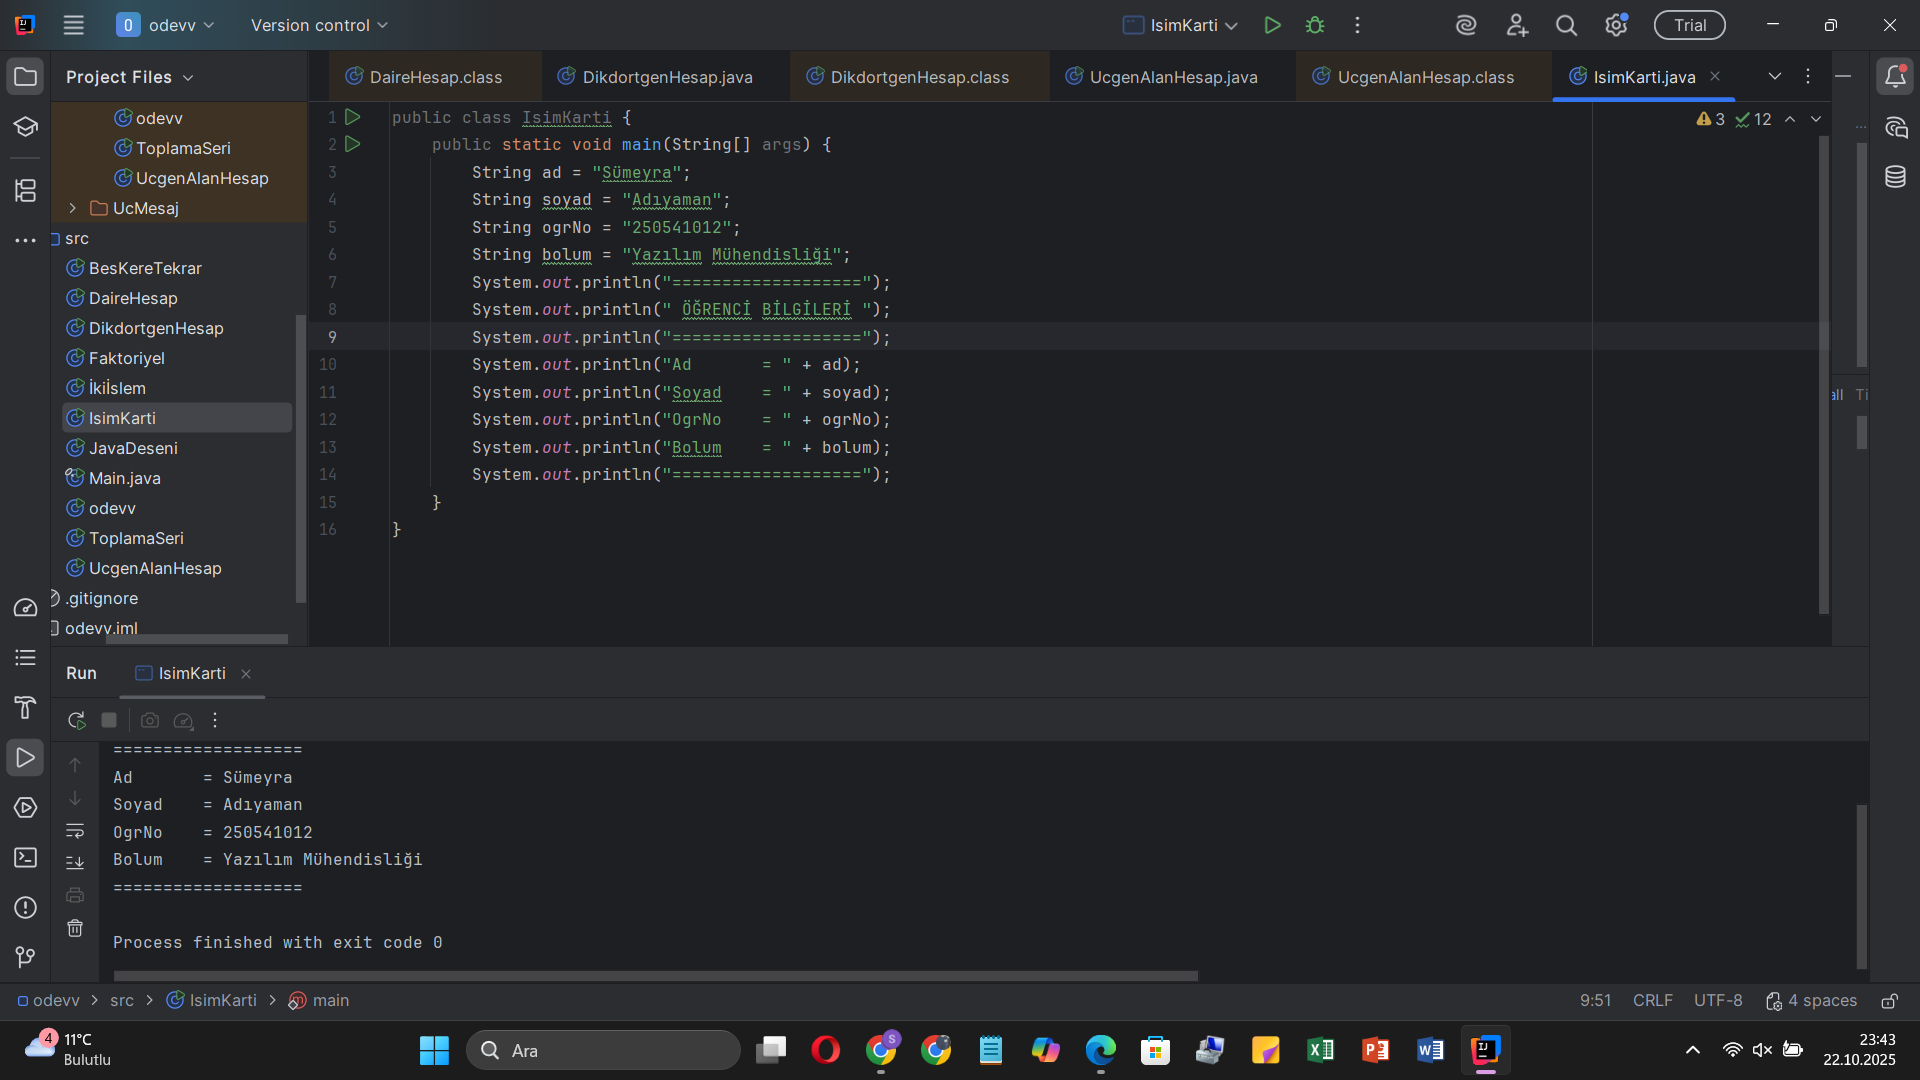 odevv
Version control
IsimKarti
Trial
Project Files
DaireHesap.class
DikdortgenHesap.java
DikdortgenHesap.class
UcgenAlanHesap.java
UcgenAlanHesap.class
IsimKarti.java
odevv
ToplamaSeri
UcgenAlanHesap
UcMesaj
src
BesKereTekrar
DaireHesap
DikdortgenHesap
Faktoriyel
İkiİslem
IsimKarti
JavaDeseni
Main.java
odevv
ToplamaSeri
UcgenAlanHesap
.gitignore
odevv.iml
3 12
1 public class IsimKarti {
2 public static void main(String[] args) {
3 String ad = "Sümeyra";
4 String soyad = "Adıyaman";
5 String ogrNo = "250541012";
6 String bolum = "Yazılım Mühendisliği";
7 System.out.println("===================");
8 System.out.println(" ÖĞRENCİ BİLGİLERİ ");
9 System.out.println("===================");
10 System.out.println("Ad       = " + ad);
11 System.out.println("Soyad    = " + soyad);
12 System.out.println("OgrNo    = " + ogrNo);
13 System.out.println("Bolum    = " + bolum);
14 System.out.println("===================");
15 }
16 }
Run
IsimKarti
===================
Ad       = Sümeyra
Soyad    = Adıyaman
OgrNo    = 250541012
Bolum    = Yazılım Mühendisliği
===================
Process finished with exit code 0
odevv > src > IsimKarti > main
9:51 CRLF UTF-8 4 spaces
4
11°C
Bulutlu
Ara
23:43
22.10.2025